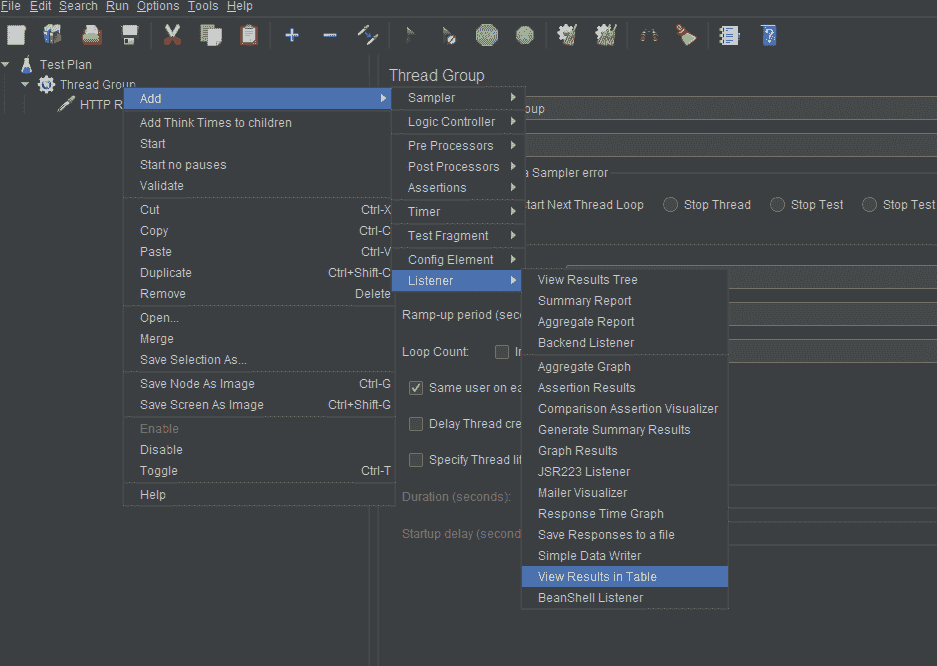 File Edit Search Run Options Tools Help
Test Plan
Thread Group
HTTP R
Thread Group
oup
Add
Add Think Times to children
Start
Start no pauses
Validate
Cut Ctrl-X
Copy Ctrl-C
Paste Ctrl-V
Duplicate Ctrl+Shift-C
Remove Delete
Open...
Merge
Save Selection As...
Save Node As Image Ctrl-G
Save Screen As Image Ctrl+Shift-G
Enable
Disable
Toggle Ctrl-T
Help
Sampler
Logic Controller
Pre Processors
Post Processors
Assertions
Timer
Test Fragment
Config Element
Listener
a Sampler error
tart Next Thread Loop Stop Thread Stop Test Stop Test
Ramp-up period (sec
Loop Count: In
Same user on ea
Delay Thread cre
Specify Thread lif
Duration (seconds):
Startup delay (second
View Results Tree
Summary Report
Aggregate Report
Backend Listener
Aggregate Graph
Assertion Results
Comparison Assertion Visualizer
Generate Summary Results
Graph Results
JSR223 Listener
Mailer Visualizer
Response Time Graph
Save Responses to a file
Simple Data Writer
View Results in Table
BeanShell Listener